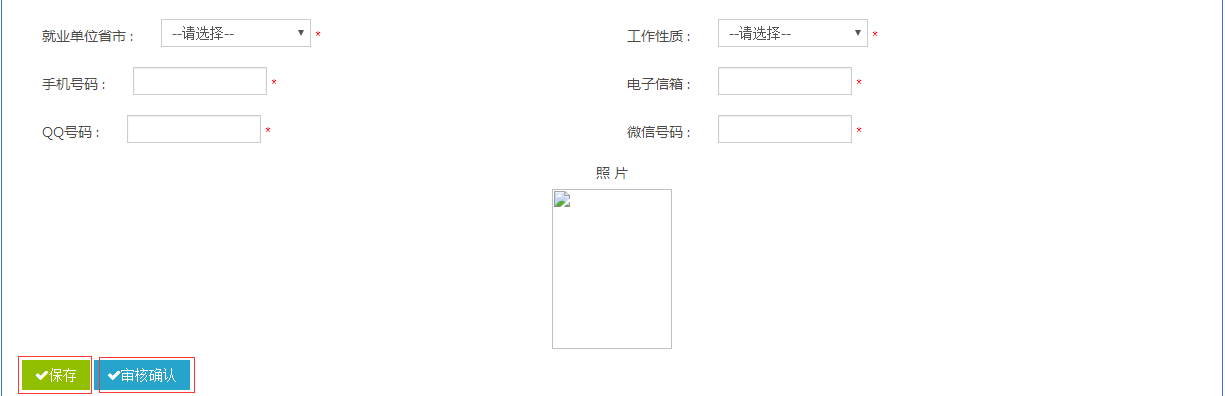 就业单位省市： --请选择-- * 工作性质： --请选择-- *
手机号码： * 电子信箱： *
QQ号码： * 微信号码： *
照 片
保存 审核确认